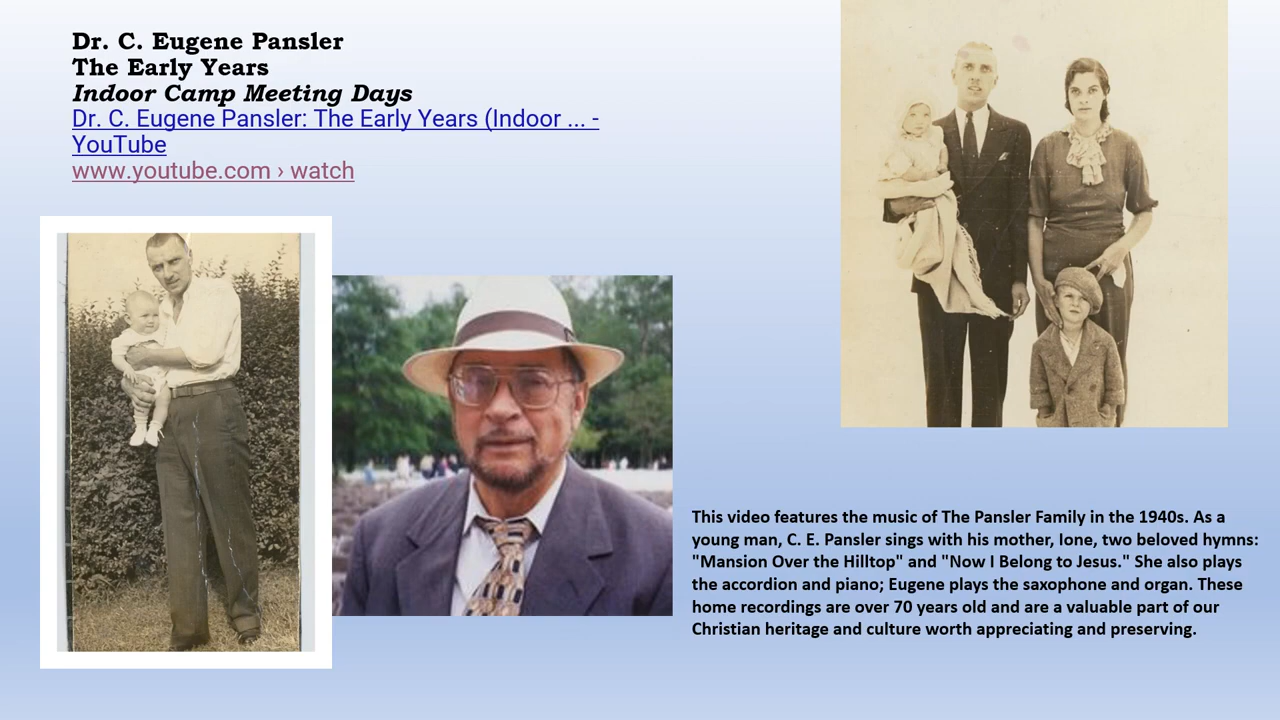 Dr. C. Eugene Pansler
The Early Years
Indoor Camp Meeting Days
Dr. C. Eugene Pansler: The Early Years (Indoor ... -
YouTube
www.youtube.com › watch
This video features the music of The Pansler Family in the 1940s. As a
young man, C. E. Pansler sings with his mother, Ione, two beloved hymns:
"Mansion Over the Hilltop" and "Now I Belong to Jesus." She also plays
the accordion and piano; Eugene plays the saxophone and organ. These
home recordings are over 70 years old and are a valuable part of our
Christian heritage and culture worth appreciating and preserving.